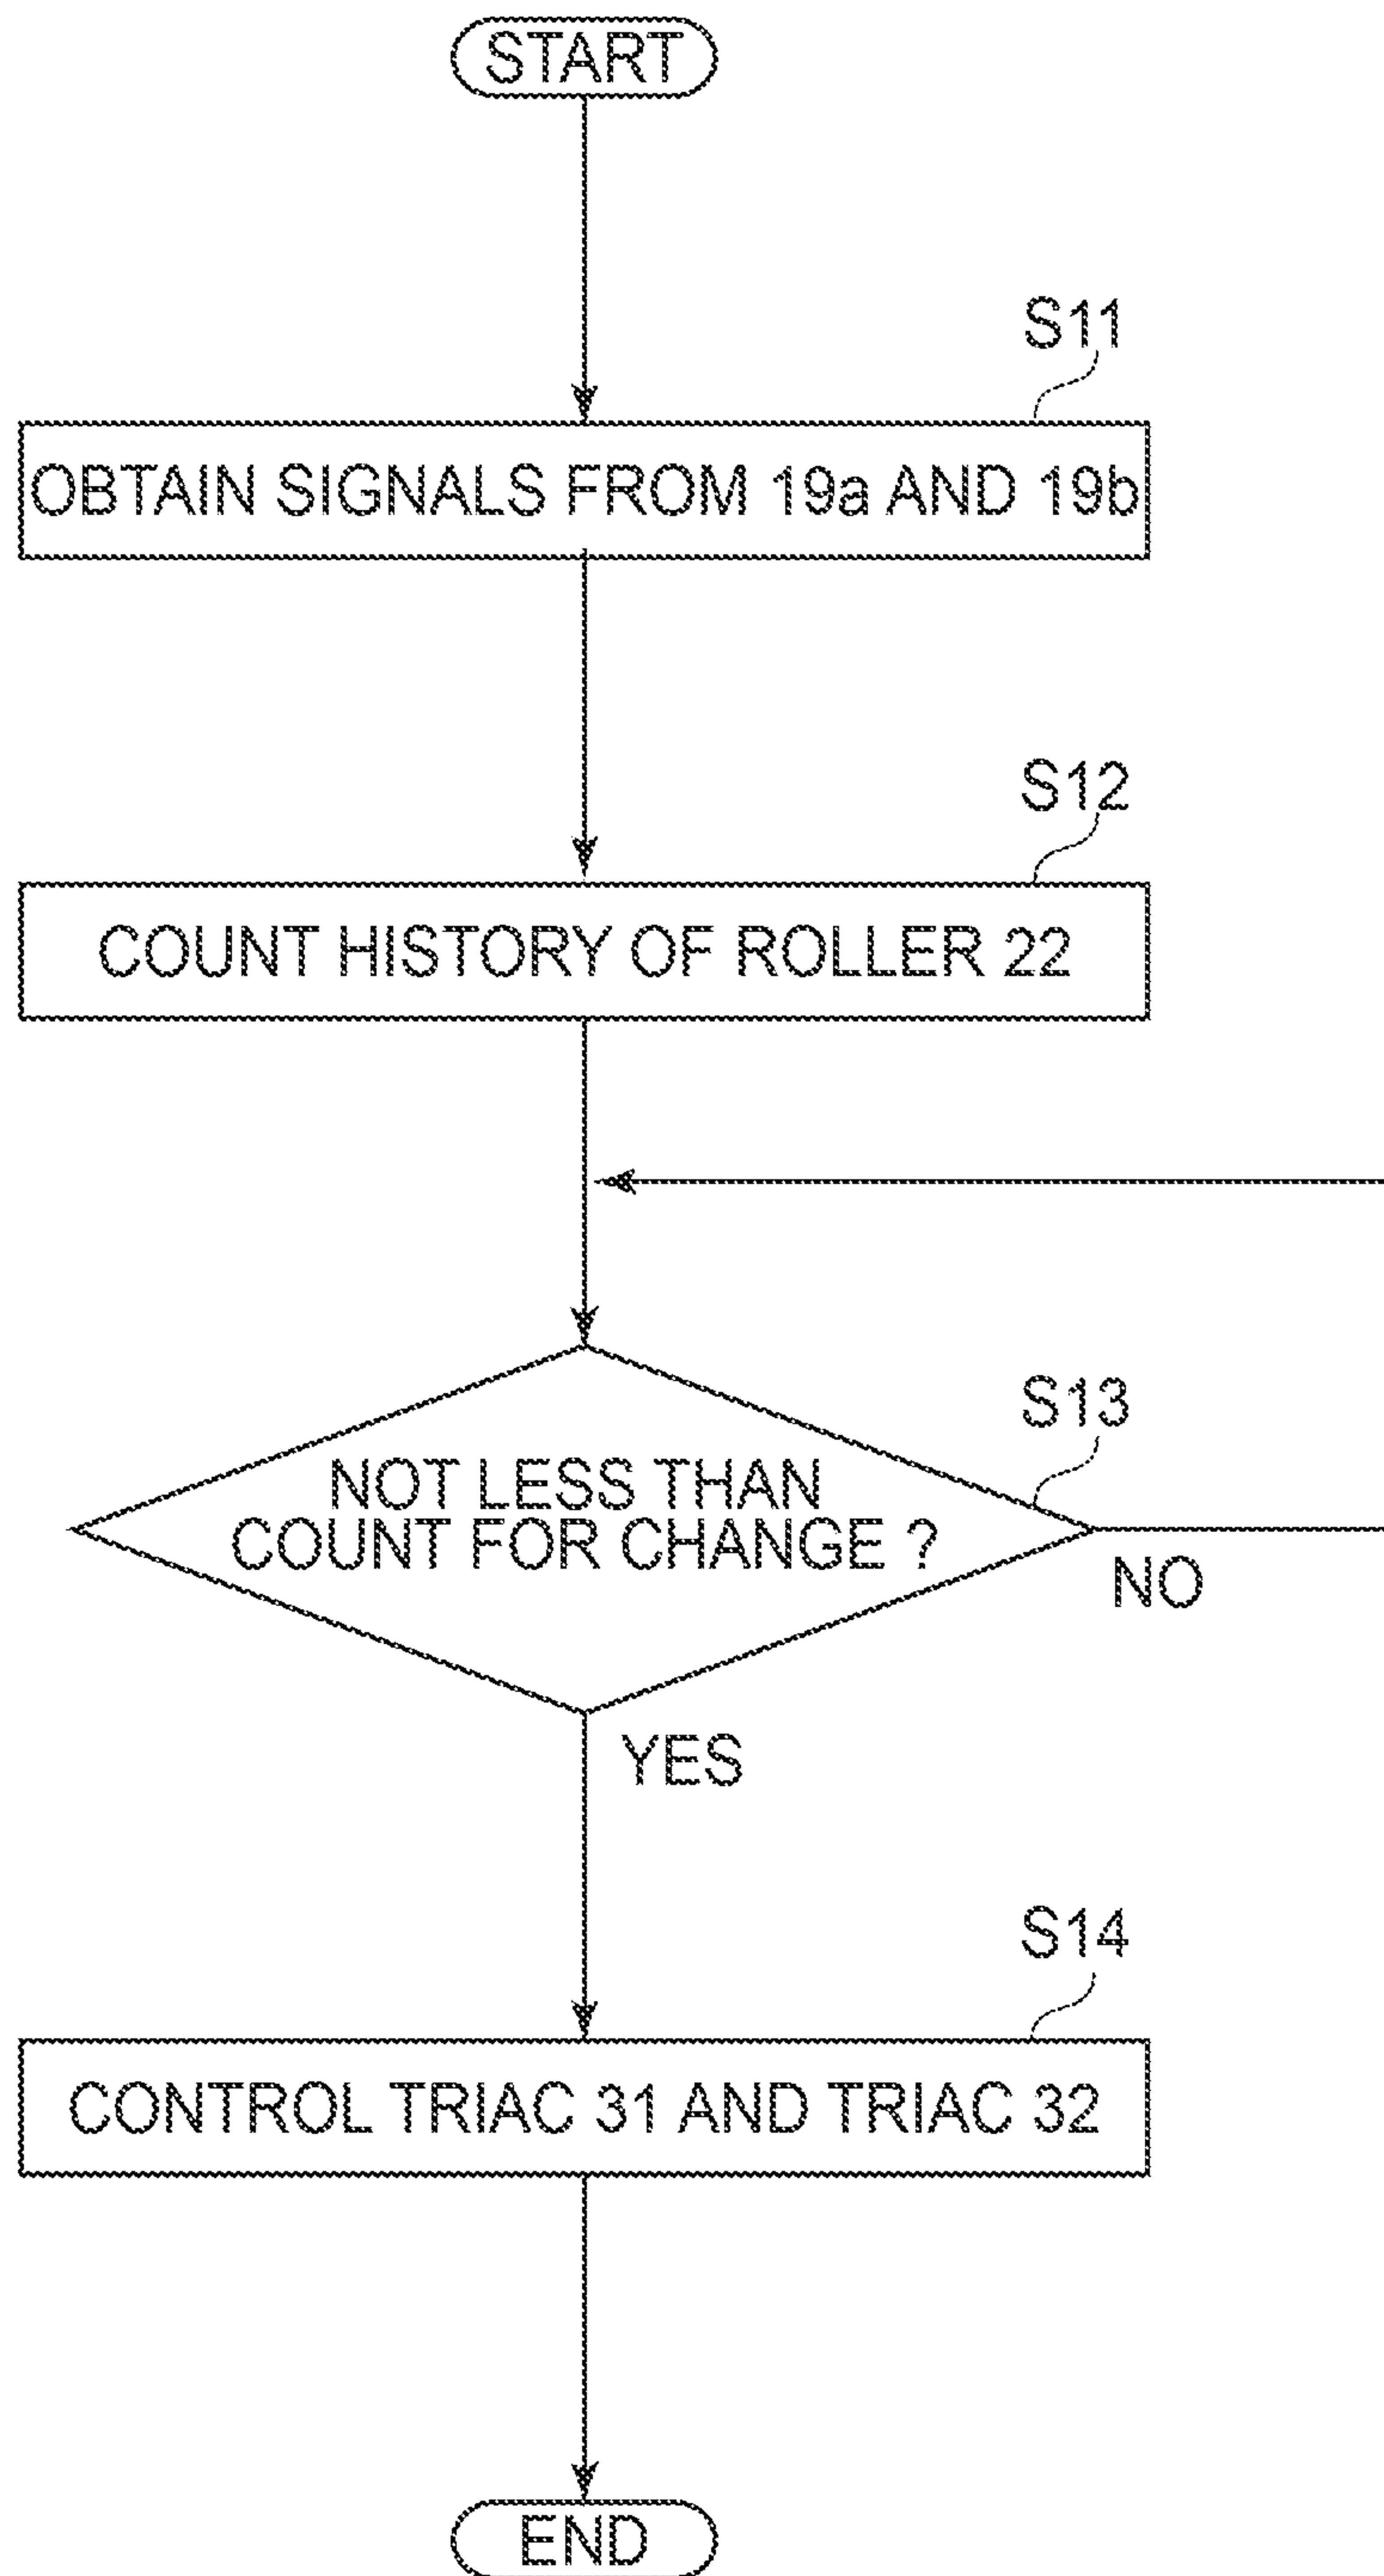 START
S11
OBTAIN SIGNALS FROM 19a AND 19b
S12
COUNT HISTORY OF ROLLER 22
S13
NOT LESS THAN
COUNT FOR CHANGE ?
NO
YES
S14
CONTROL TRIAC 31 AND TRIAC 32
END